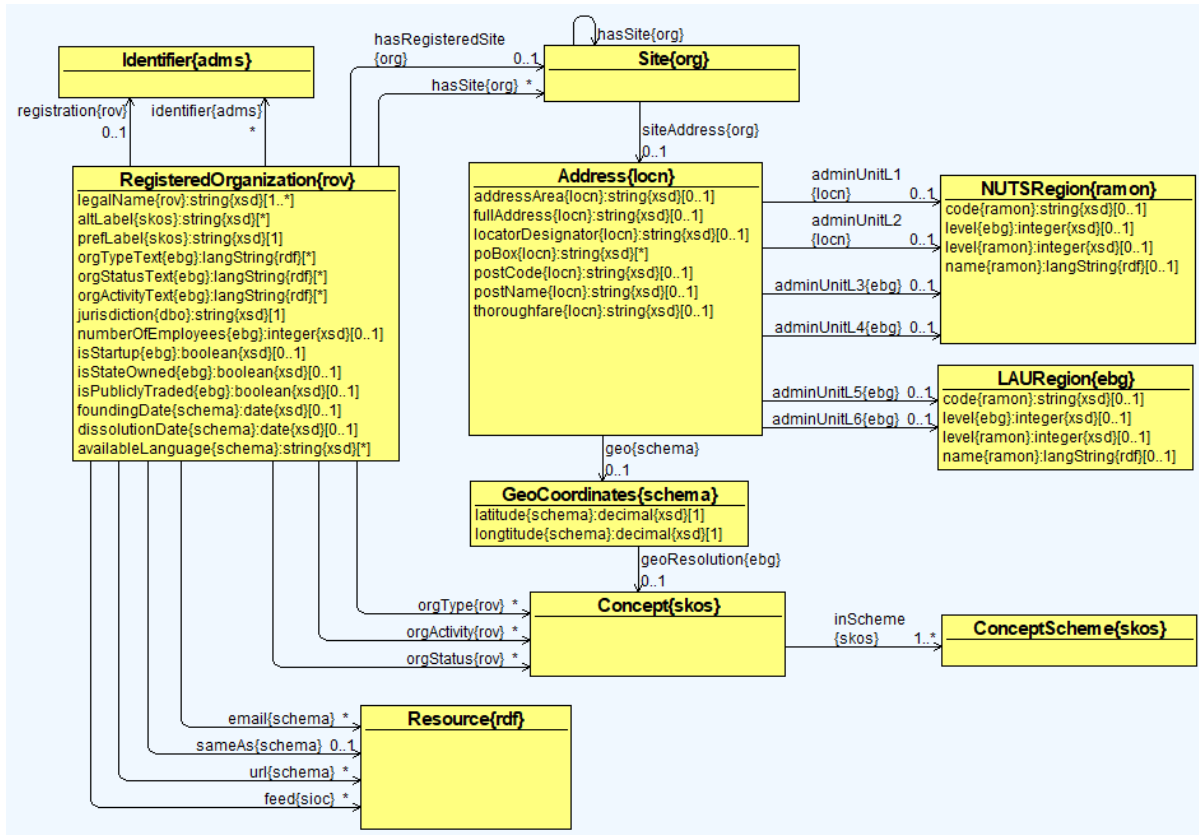 hasSite{org}
hasRegisteredSite
{org} 0..1
Identifier{adms}
Site{org}
hasSite{org} *
registration{rov}
0..1
identifier{adms}
*
siteAddress{org}
0..1
RegisteredOrganization{rov}
legalName{rov}:string{xsd}[1..*]
altLabel{skos}:string{xsd}[*]
prefLabel{skos}:string{xsd}[1]
orgTypeText{ebg}:langString{rdf}[*]
orgStatusText{ebg}:langString{rdf}[*]
orgActivityText{ebg}:langString{rdf}[*]
jurisdiction{dbo}:string{xsd}[1]
numberOfEmployees{ebg}:integer{xsd}[0..1]
isStartup{ebg}:boolean{xsd}[0..1]
isStateOwned{ebg}:boolean{xsd}[0..1]
isPubliclyTraded{ebg}:boolean{xsd}[0..1]
foundingDate{schema}:date{xsd}[0..1]
dissolutionDate{schema}:date{xsd}[0..1]
availableLanguage{schema}:string{xsd}[*]
Address{locn}
addressArea{locn}:string{xsd}[0..1]
fullAddress{locn}:string{xsd}[0..1]
locatorDesignator{locn}:string{xsd}[0..1]
poBox{locn}:string{xsd}[*]
postCode{locn}:string{xsd}[0..1]
postName{locn}:string{xsd}[0..1]
thoroughfare{locn}:string{xsd}[0..1]
adminUnitL1
{locn} 0..1
adminUnitL2
{locn} 0..1
adminUnitL3{ebg} 0..1
adminUnitL4{ebg} 0..1
NUTSRegion{ramon}
code{ramon}:string{xsd}[0..1]
level{ebg}:integer{xsd}[0..1]
level{ramon}:integer{xsd}[0..1]
name{ramon}:langString{rdf}[0..1]
adminUnitL5{ebg} 0..1
adminUnitL6{ebg} 0..1
LAURegion{ebg}
code{ramon}:string{xsd}[0..1]
level{ebg}:integer{xsd}[0..1]
level{ramon}:integer{xsd}[0..1]
name{ramon}:langString{rdf}[0..1]
geo{schema}
0..1
GeoCoordinates{schema}
latitude{schema}:decimal{xsd}[1]
longtitude{schema}:decimal{xsd}[1]
geoResolution{ebg}
0..1
orgType{rov} *
orgActivity{rov} *
orgStatus{rov} *
Concept{skos}
inScheme
{skos} 1..*
ConceptScheme{skos}
email{schema} *
sameAs{schema} 0..1
url{schema} *
feed{sioc} *
Resource{rdf}